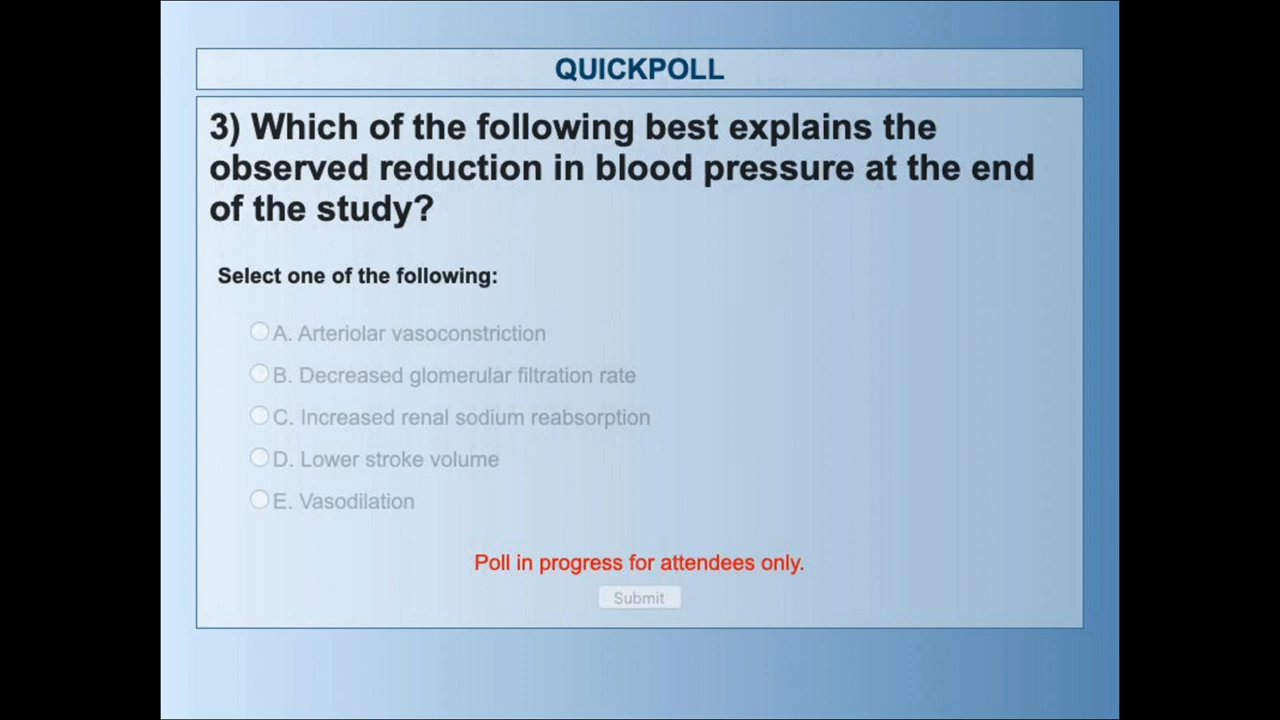 QUICKPOLL
3) Which of the following best explains the
observed reduction in blood pressure at the end
of the study?
Select one of the following:
A. Arteriolar vasoconstriction
B. Decreased glomerular filtration rate
C. Increased renal sodium reabsorption
D. Lower stroke volume
E. Vasodilation
Poll in progress for attendees only.
Submit